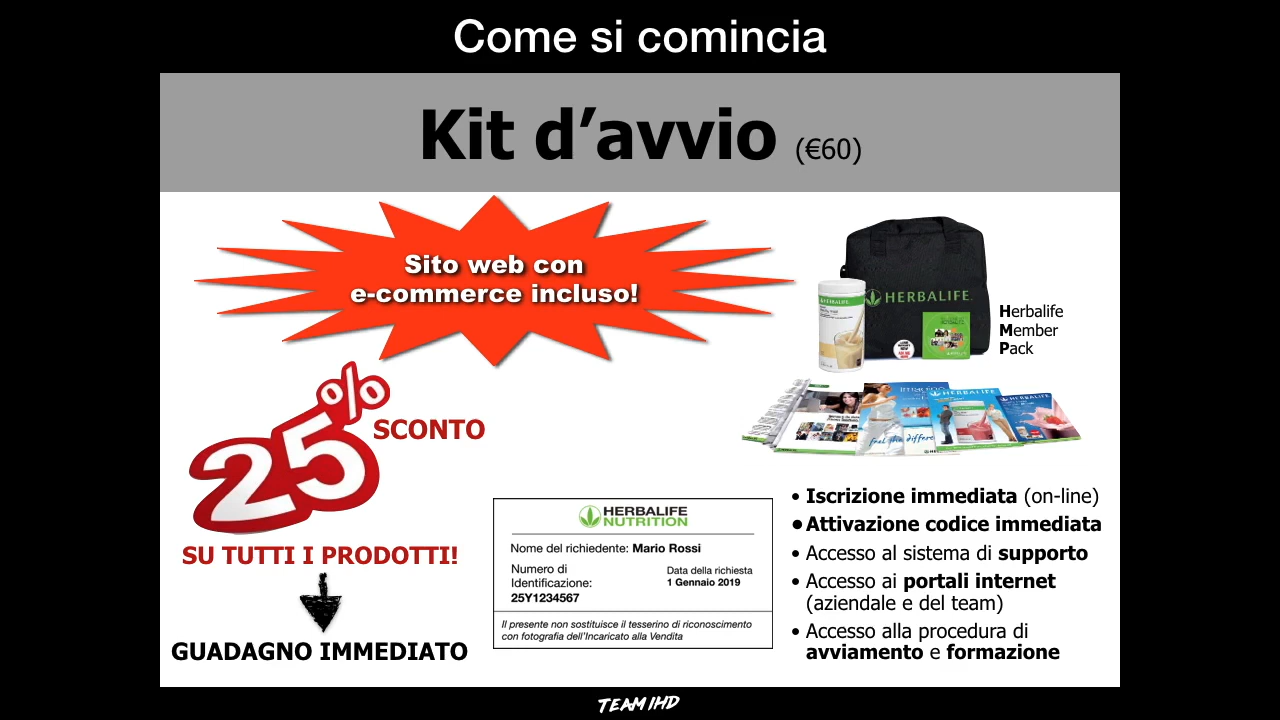 Come si comincia
Kit d’avvio (€60)
Sito web con
e-commerce incluso!
HERBALIFE
Herbalife
Member
Pack
HERBALIFE
25% SCONTO
SU TUTTI I PRODOTTI!
GUADAGNO IMMEDIATO
HERBALIFE
NUTRITION
Nome del richiedente: Mario Rossi
Numero di
Identificazione:
25Y1234567
Data della richiesta
1 Gennaio 2019
Il presente non sostituisce il tesserino di riconoscimento
con fotografia dell’Incaricato alla Vendita
• Iscrizione immediata (on-line)
• Attivazione codice immediata
• Accesso al sistema di supporto
• Accesso ai portali internet
(aziendale e del team)
• Accesso alla procedura di
avviamento e formazione
TEAM IHD